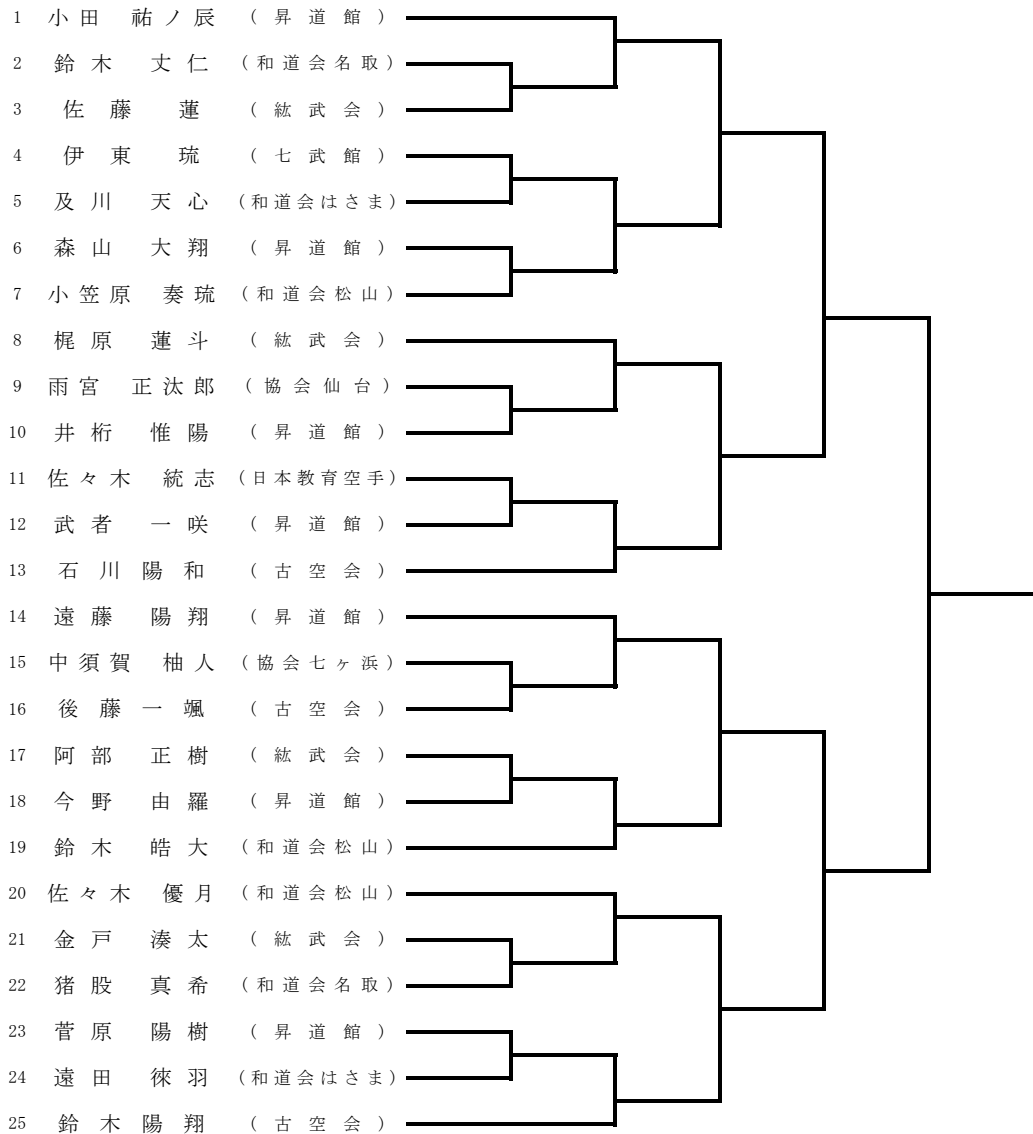 1 小田 祐ノ辰 (昇道館)
2 鈴木 丈仁 (和道会名取)
3 佐藤 蓮 (紘武会)
4 伊東 琉 (七武館)
5 及川 天心 (和道会はさま)
6 森山 大翔 (昇道館)
7 小笠原 奏琉 (和道会松山)
8 梶原 蓮斗 (紘武会)
9 雨宮 正汰郎 (協会仙台)
10 井桁 惟陽 (昇道館)
11 佐々木 統志 (日本教育空手)
12 武者 一咲 (昇道館)
13 石川陽和 (古空会)
14 遠藤 陽翔 (昇道館)
15 中須賀 柚人 (協会七ヶ浜)
16 後藤一颯 (古空会)
17 阿部 正樹 (紘武会)
18 今野 由羅 (昇道館)
19 鈴木 皓大 (和道会松山)
20 佐々木 優月 (和道会松山)
21 金戸 湊太 (紘武会)
22 猪股 真希 (和道会名取)
23 菅原 陽樹 (昇道館)
24 遠田 徠羽 (和道会はさま)
25 鈴木陽翔 (古空会)